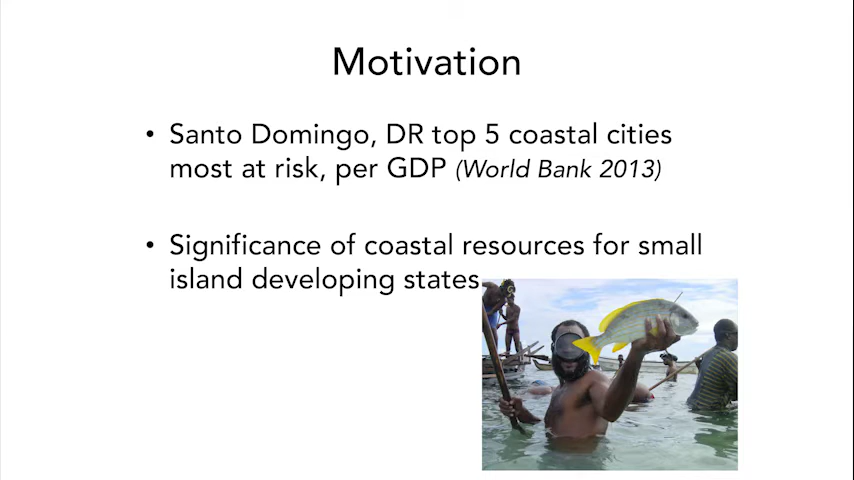 Motivation
• Santo Domingo, DR top 5 coastal cities
most at risk, per GDP (World Bank 2013)
• Significance of coastal resources for small
island developing states